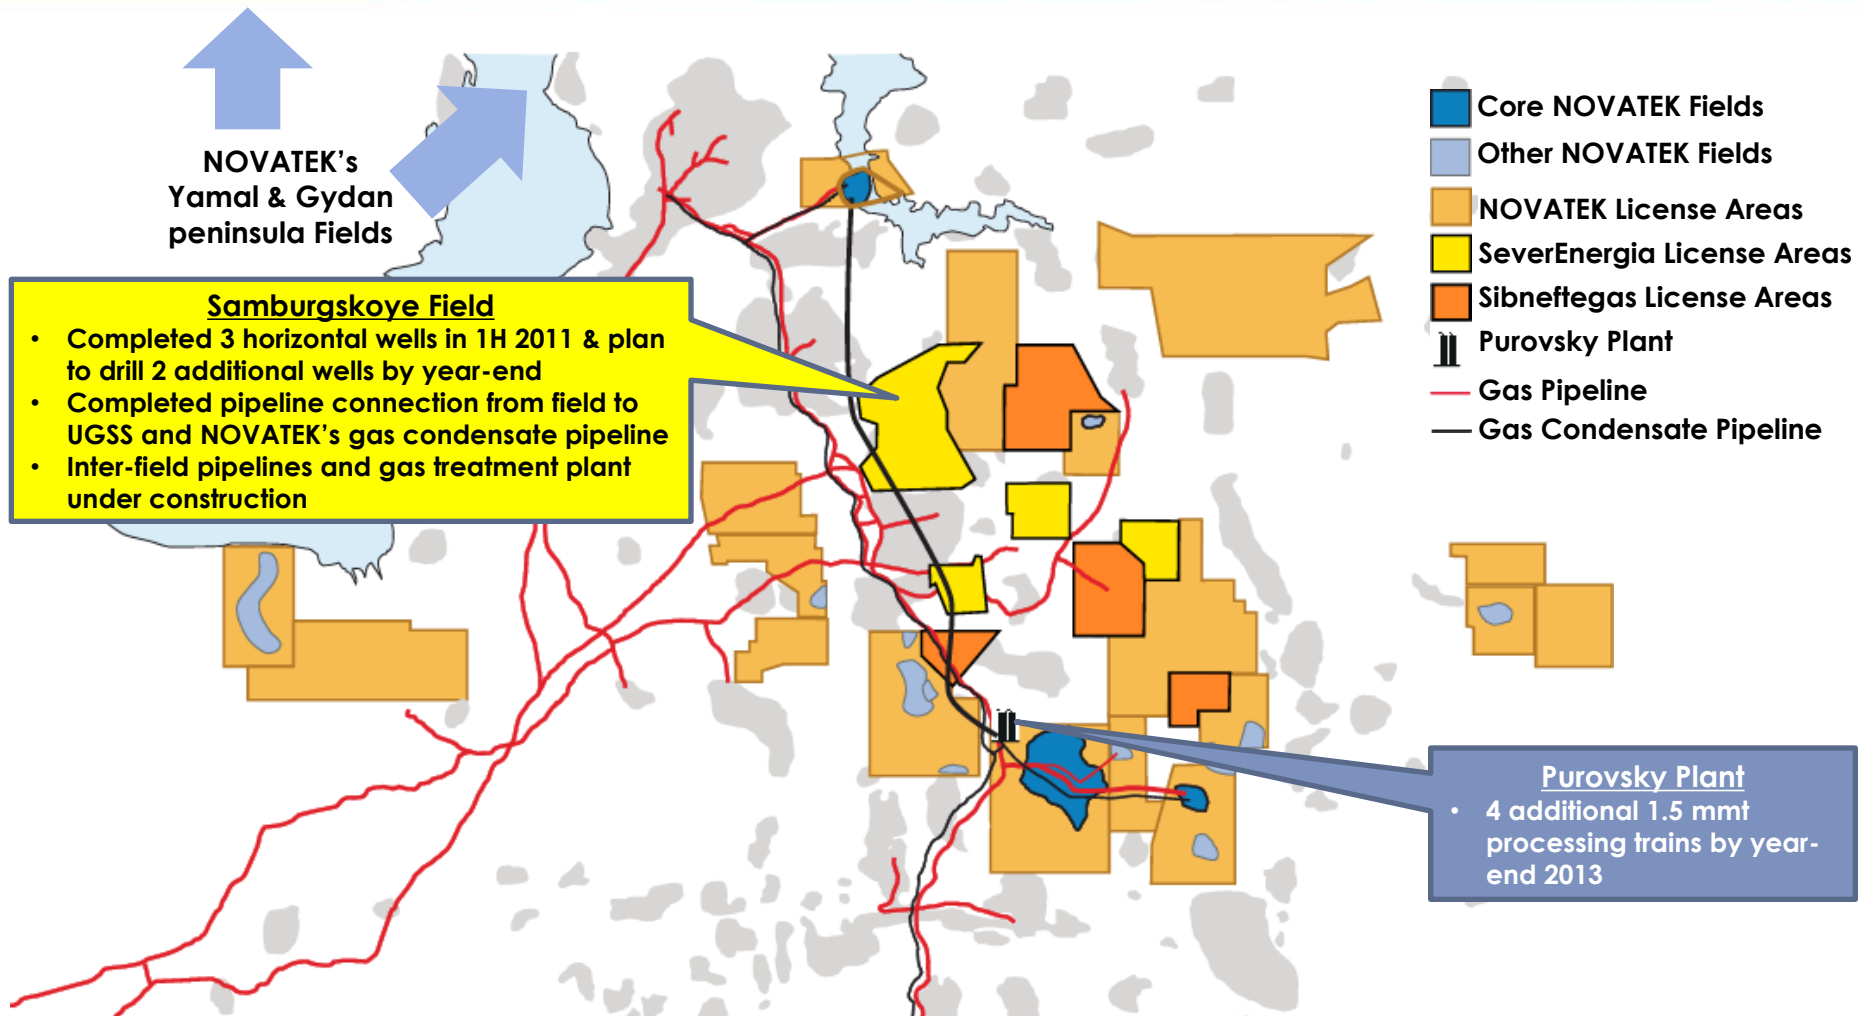 NOVATEK's
Yamal & Gydan
peninsula Fields
Core NOVATEK Fields
Other NOVATEK Fields
NOVATEK License Areas
SeverEnergia License Areas
Sibneftegas License Areas
Purovsky Plant
Gas Pipeline
Gas Condensate Pipeline
Samburgskoye Field
• Completed 3 horizontal wells in 1H 2011 & plan
to drill 2 additional wells by year-end
• Completed pipeline connection from field to
UGSS and NOVATEK's gas condensate pipeline
• Inter-field pipelines and gas treatment plant
under construction
Purovsky Plant
• 4 additional 1.5 mmt
processing trains by year-
end 2013